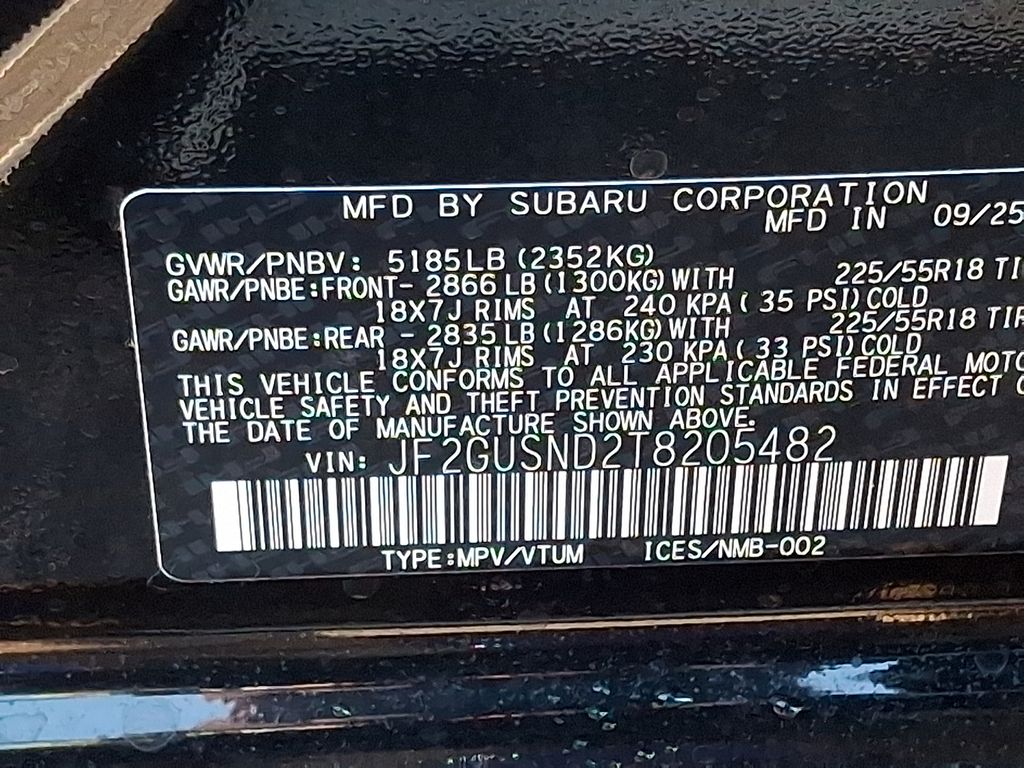 MFD BY SUBARU CORPORATION
MFD IN 09/25
GVWR/PNBV: 5185LB (2352KG)
GAWR/PNBE:FRONT- 2866 LB(1300KG)WITH 225/55R18
18X7J RIMS AT 240 KPA( 35 PSI)COLD
GAWR/PNBE:REAR - 2835 LB(1286KG)WITH 225/55R18
18X7J RIMS AT 230 KPA( 33 PSI)COLD
THIS VEHICLE CONFORMS TO ALL APPLICABLE FEDERAL
VEHICLE SAFETY AND THEFT PREVENTION STANDARDS IN EFFECT
THE DATE OF MANUFACTURE SHOWN ABOVE.
VIN: JF2GUSND2T8205482
TYPE:MPV/VTUM ICES/NMB-002